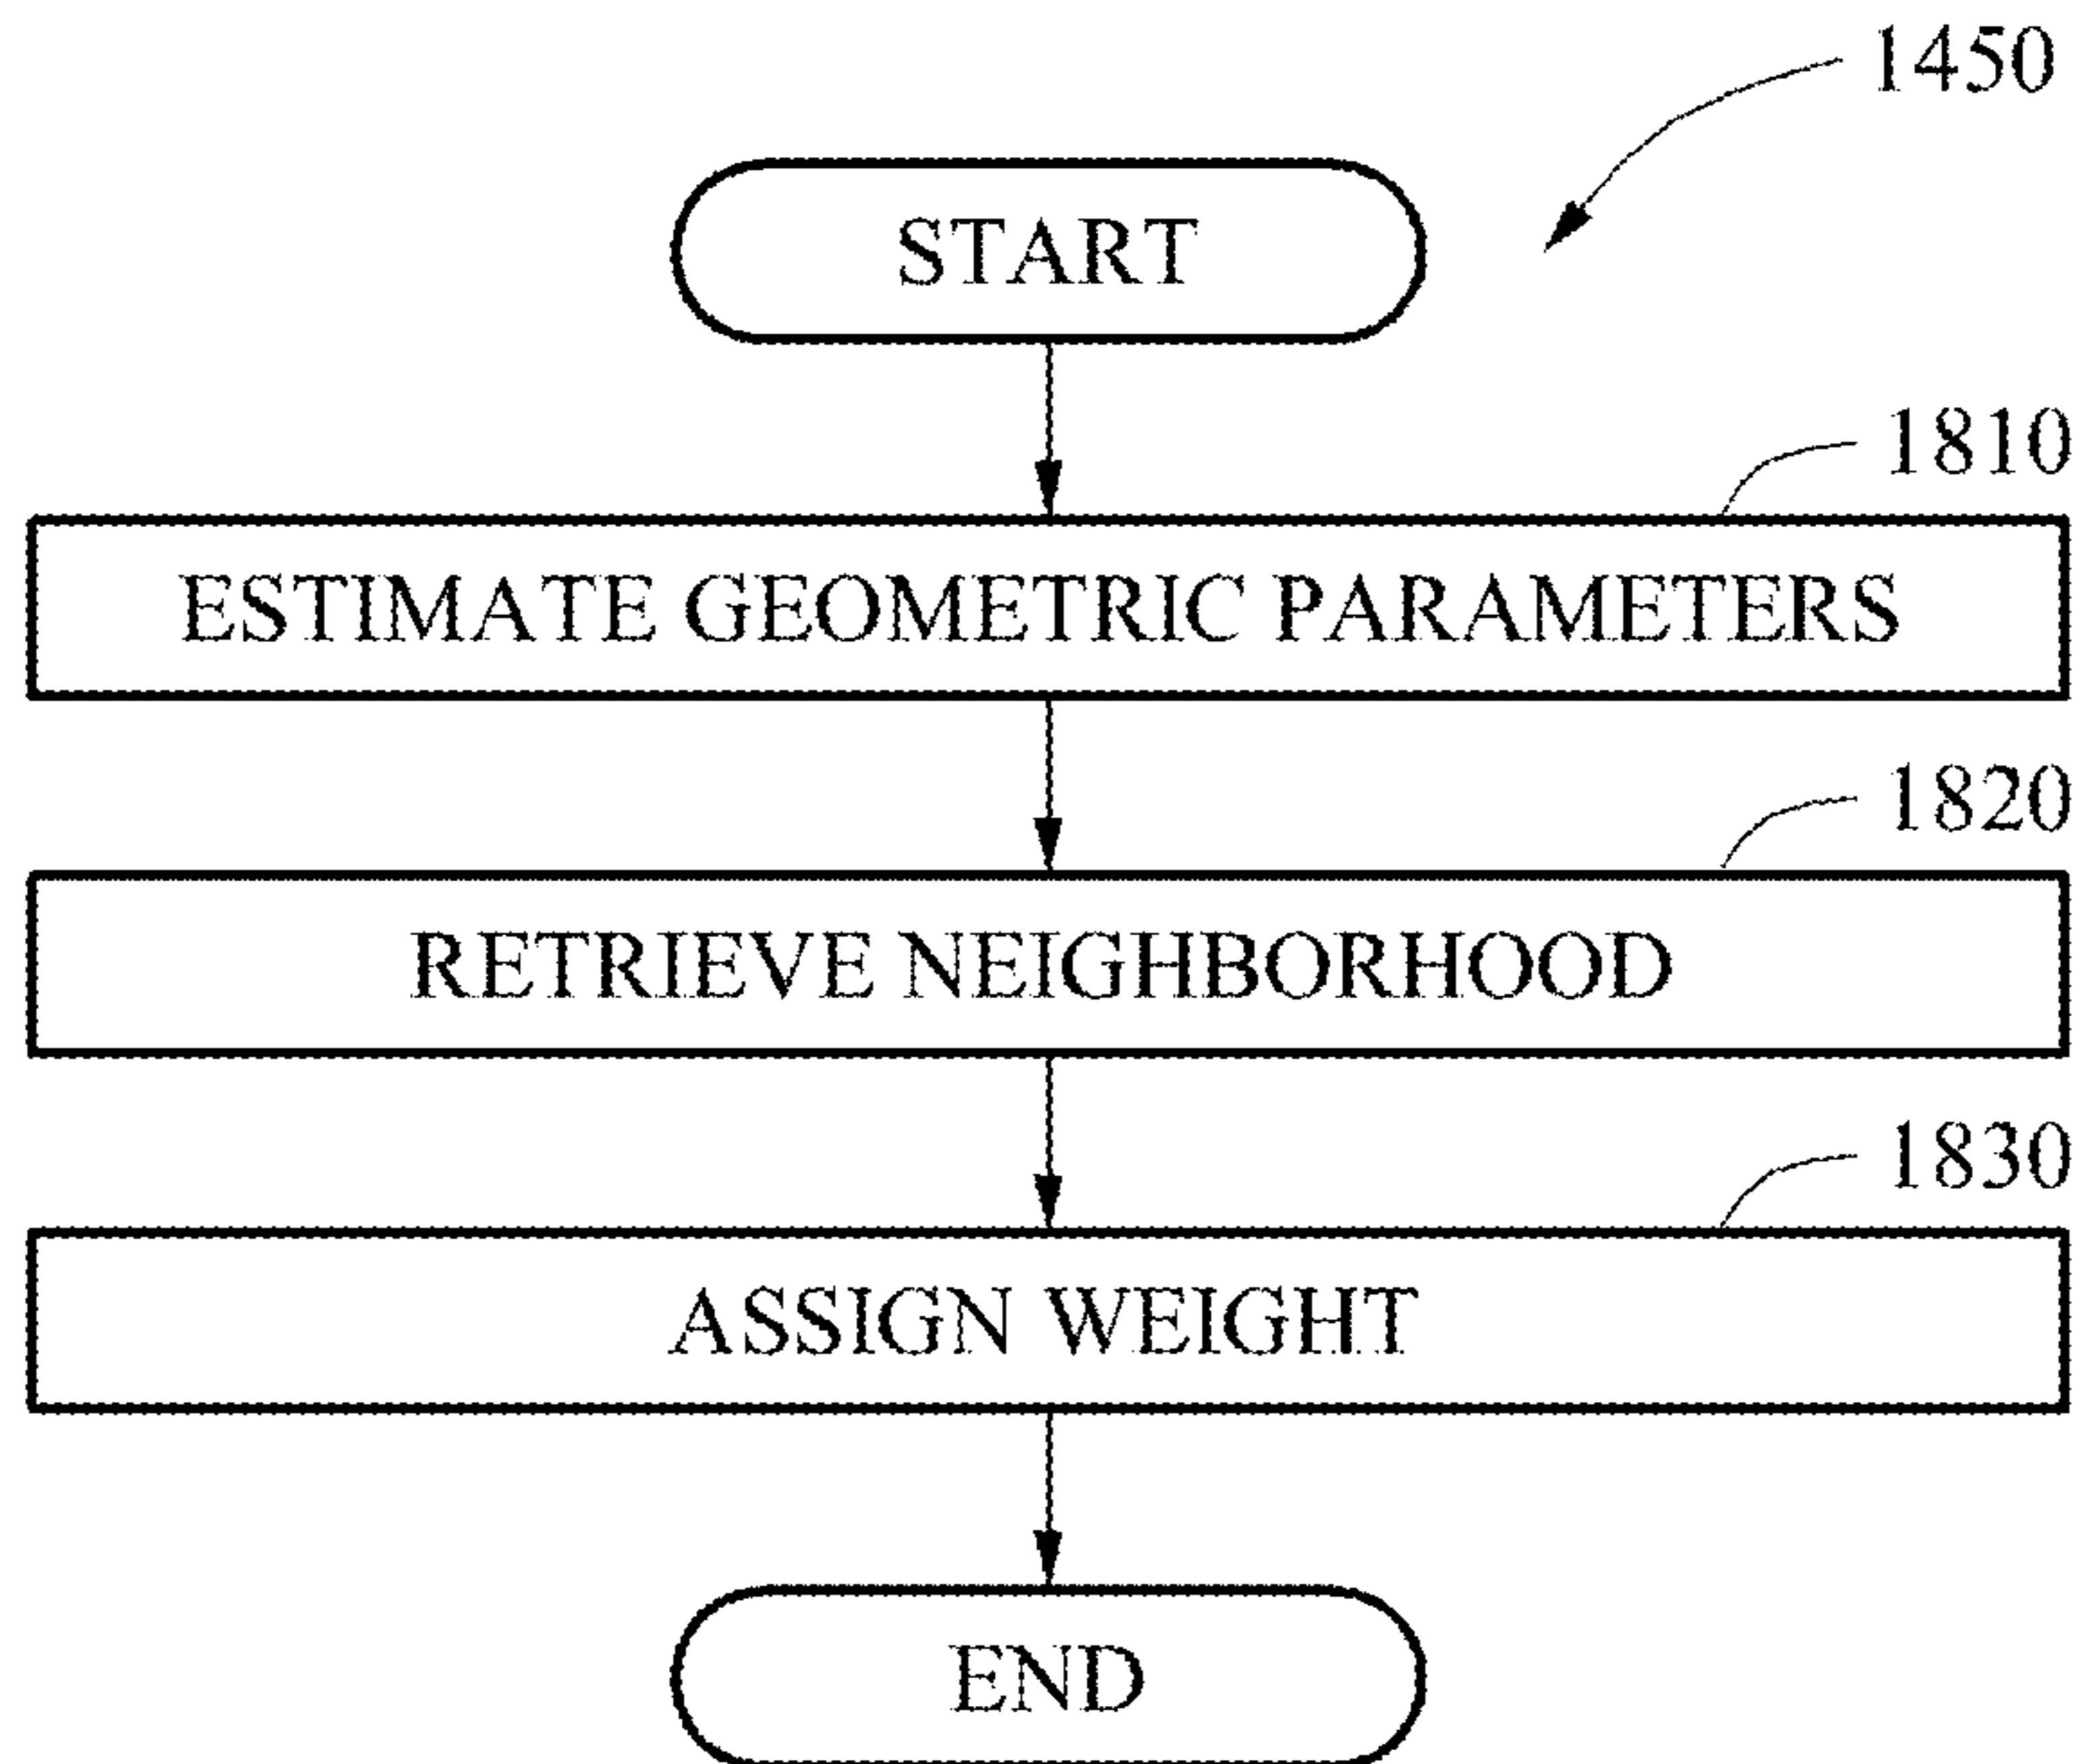 1450
START
1810
ESTIMATE GEOMETRIC PARAMETERS
1820
RETRIEVE NEIGHBORHOOD
1830
ASSIGN WEIGHT
END